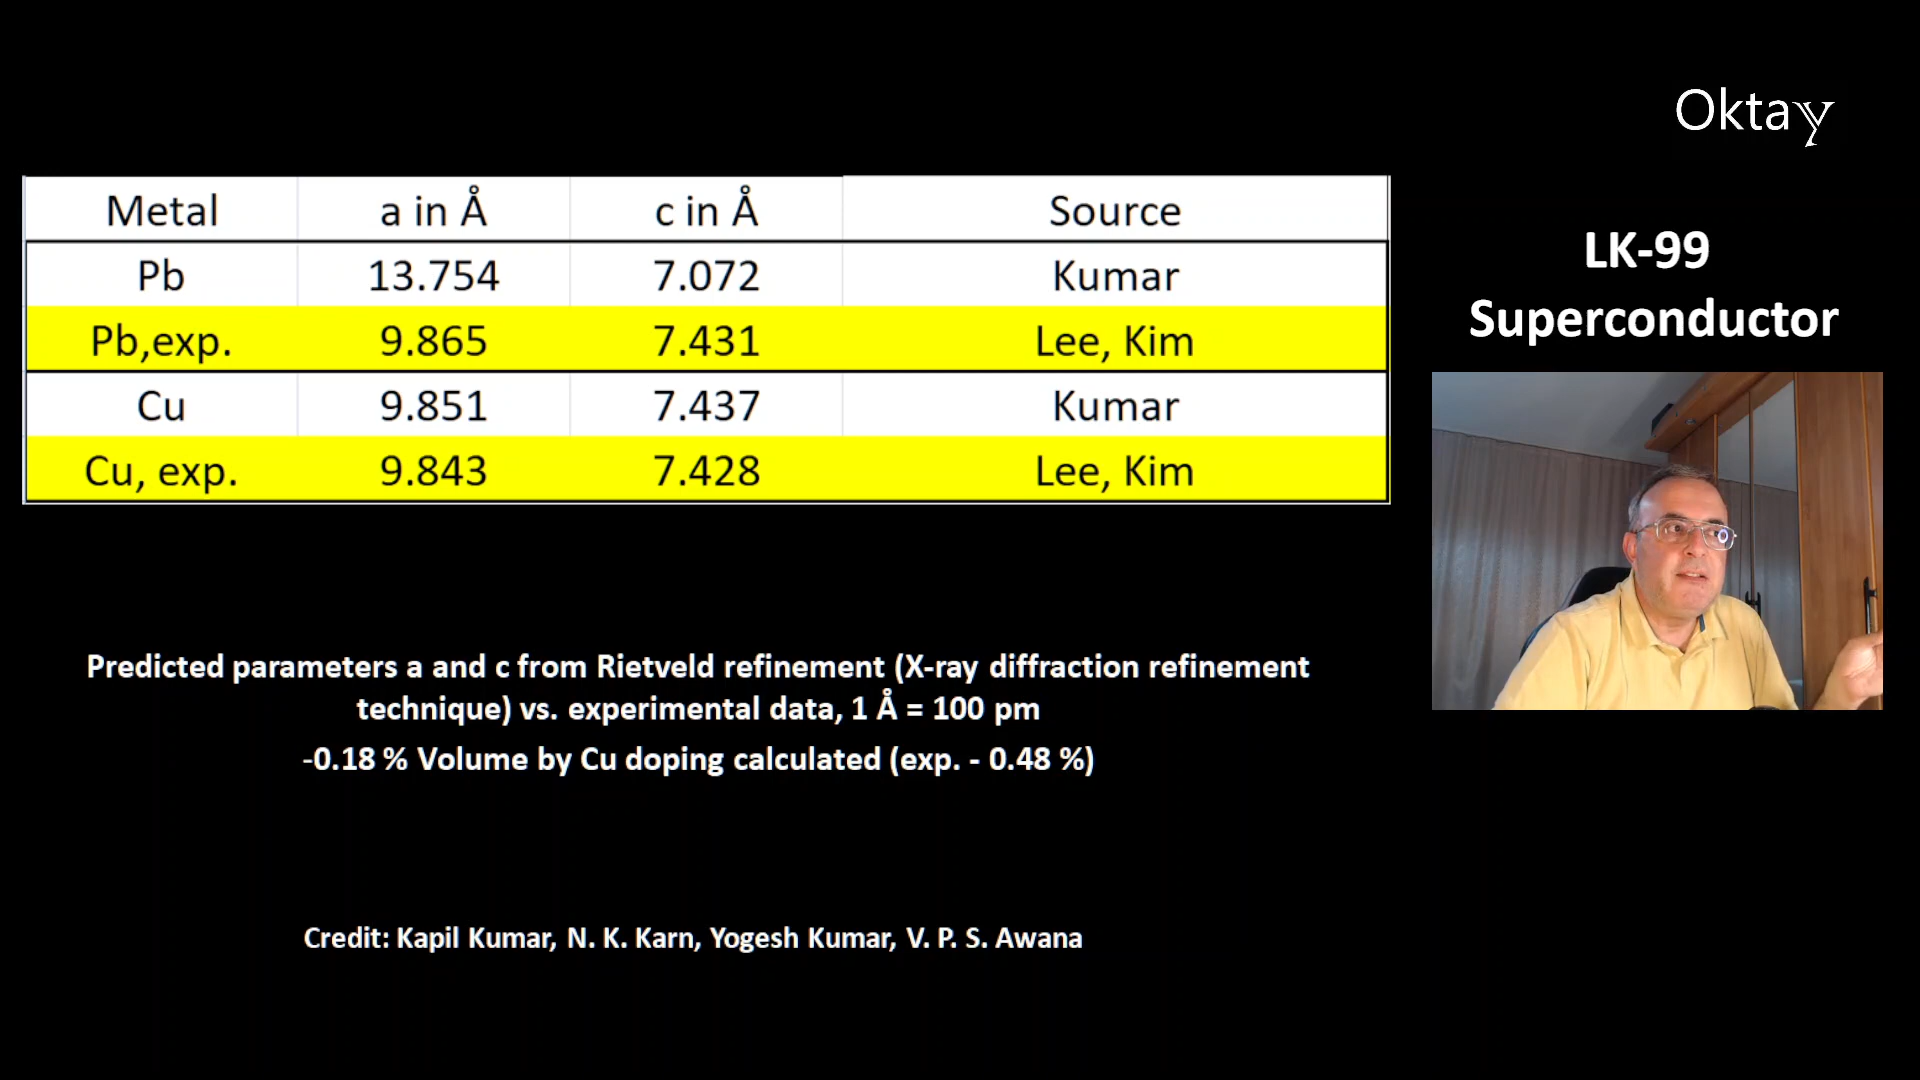 Oktay
LK-99
Superconductor
Metal a in Å c in Å Source
Pb 13.754 7.072 Kumar
Pb,exp. 9.865 7.431 Lee, Kim
Cu 9.851 7.437 Kumar
Cu, exp. 9.843 7.428 Lee, Kim
Predicted parameters a and c from Rietveld refinement (X-ray diffraction refinement
technique) vs. experimental data, 1 Å = 100 pm
-0.18 % Volume by Cu doping calculated (exp. - 0.48 %)
Credit: Kapil Kumar, N. K. Karn, Yogesh Kumar, V. P. S. Awana